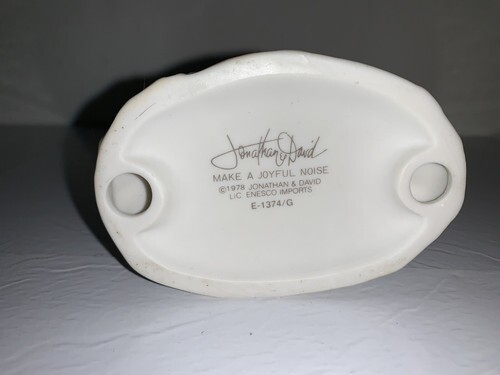 Jonathan & David
MAKE A JOYFUL NOISE
©1978 JONATHAN & DAVID
LIC. ENESCO IMPORTS
E-1374/G